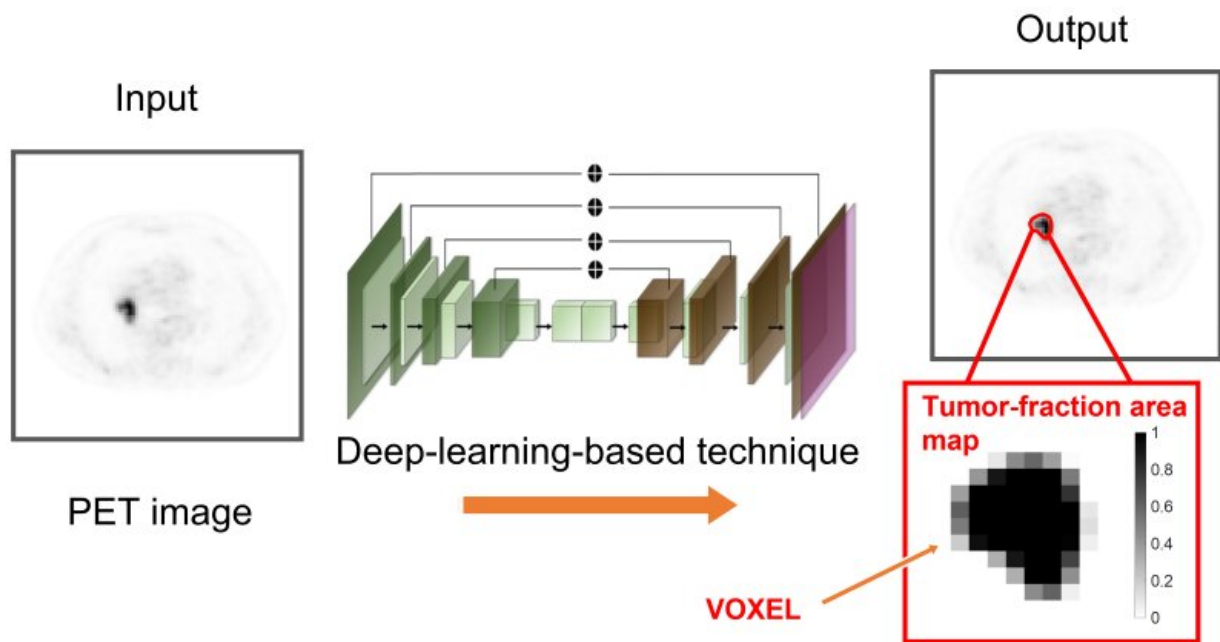 Input
PET image
Deep-learning-based technique
Output
Tumor-fraction area
map
1
0.8
0.6
0.4
0.2
0
VOXEL